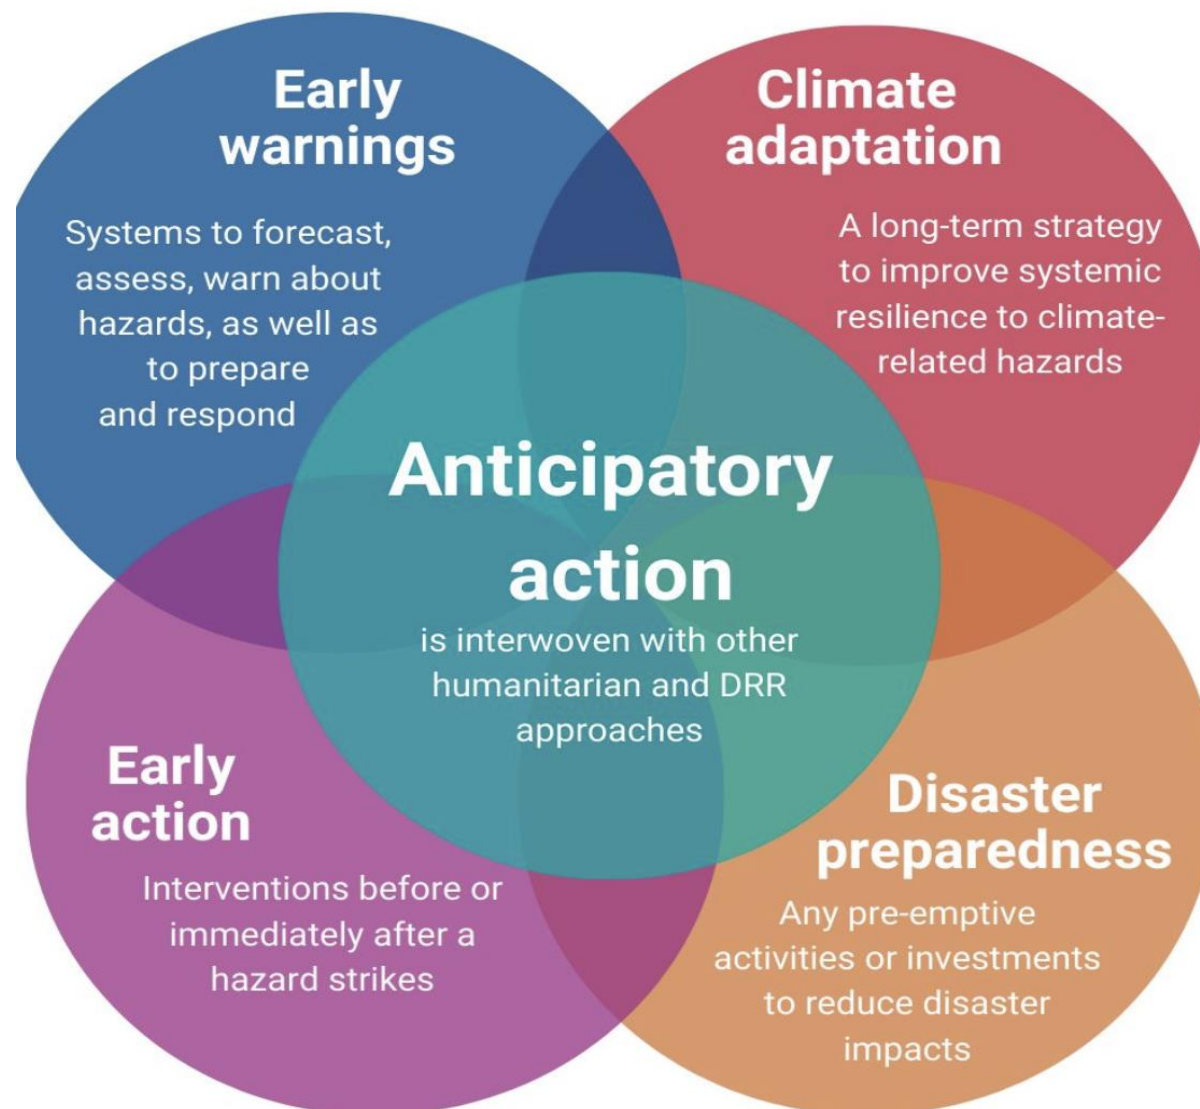 Early
warnings
Systems to forecast,
assess, warn about
hazards, as well as
to prepare
and respond
Climate
adaptation
A long-term strategy
to improve systemic
resilience to climate-
related hazards
Anticipatory
action
is interwoven with other
humanitarian and DRR
approaches
Early
action
Interventions before or
immediately after a
hazard strikes
Disaster
preparedness
Any pre-emptive
activities or investments
to reduce disaster
impacts